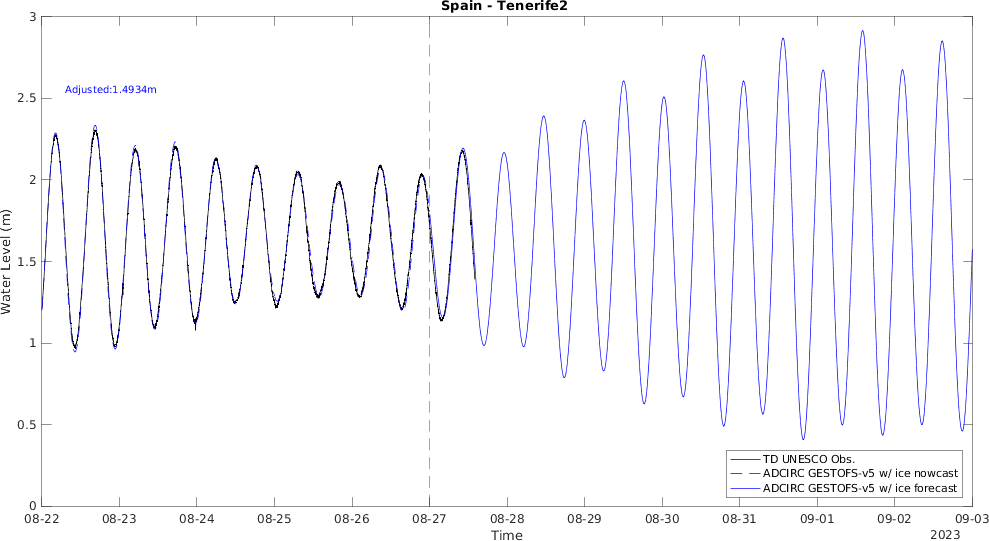 Spain - Tenerife2
Adjusted:1.4934m
Water Level (m)
3
2.5
2
1.5
1
0.5
0
TD UNESCO Obs.
ADCIRC GESTOFS-v5 w/ ice nowcast
ADCIRC GESTOFS-v5 w/ ice forecast
08-22 08-23 08-24 08-25 08-26 08-27 08-28 08-29 08-30 08-31 09-01 09-02 09-03
Time
2023